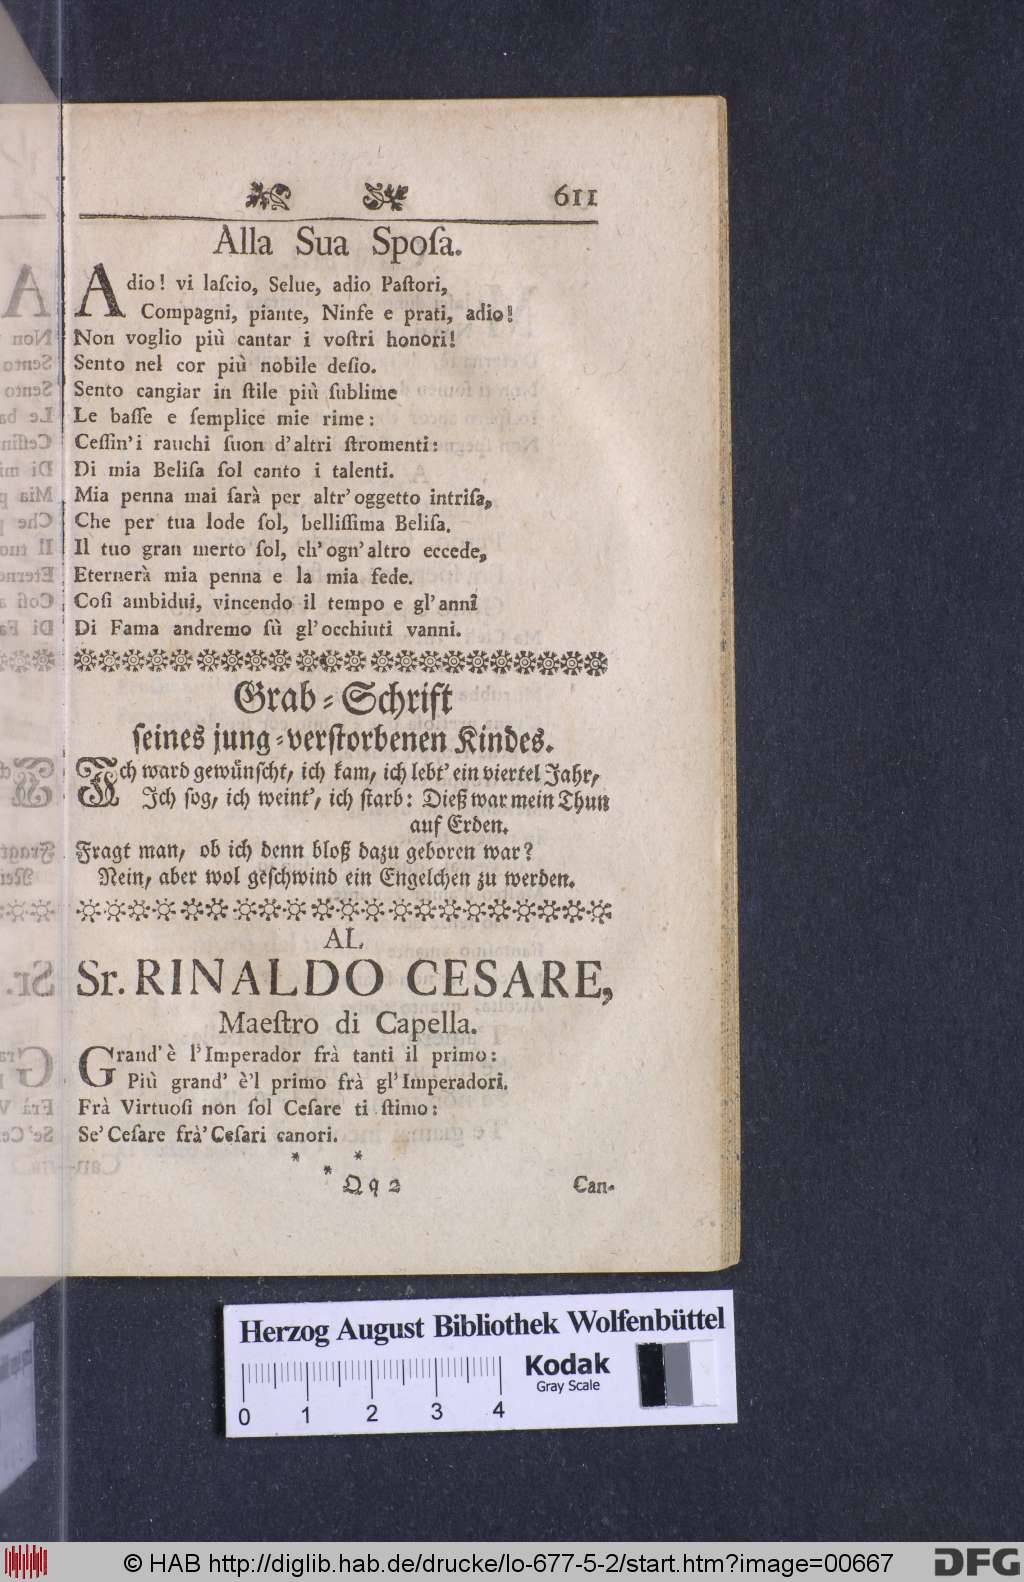 611
Alla Sua Spoſa.
Adio! vi laſcio, Selue, adio Paſtori,
Compagni, piante, Ninfe e prati, adio!
Non voglio più cantar i voſtri honori!
Sento nel cor più nobile deſio.
Sento cangiar in ſtile più ſublime
Le baſſe e ſemplice mie rime:
Ceſſin' i rauchi ſuon d'altri ſtromenti:
Di mia Beliſa ſol canto i talenti.
Mia penna mai ſarà per altr' oggetto intriſa,
Che per tua lode ſol, belliſſima Beliſa.
Il tuo gran merto ſol, ch' ogn' altro eccede,
Eternerà mia penna e la mia fede.
Coſi ambidui, vincendo il tempo e gl' anni
Di Fama andremo sù gl' occhiuti vanni.
Grab-Schrift
ſeines jung-verſtorbenen Kindes.
Ich ward gewünſcht, ich kam, ich lebt' ein viertel Jahr,
Ich ſog, ich weint', ich ſtarb: Dieß war mein Thun
auf Erden.
Fragt man, ob ich denn bloß dazu geboren war?
Nein, aber wol geſchwind ein Engelchen zu werden.
AL
Sr. RINALDO CESARE,
Maeſtro di Capella.
Grand' è l' Imperador frà tanti il primo:
Più grand' è'l primo frà gl' Imperadori.
Frà Virtuoſi non ſol Ceſare ti ſtimo:
Se' Ceſare frà' Ceſari canori.
* * *
Qq 2 Can-
Herzog August Bibliothek Wolfenbüttel
Kodak
Gray Scale
0 1 2 3 4
© HAB http://diglib.hab.de/drucke/lo-677-5-2/start.htm?image=00667
DFG